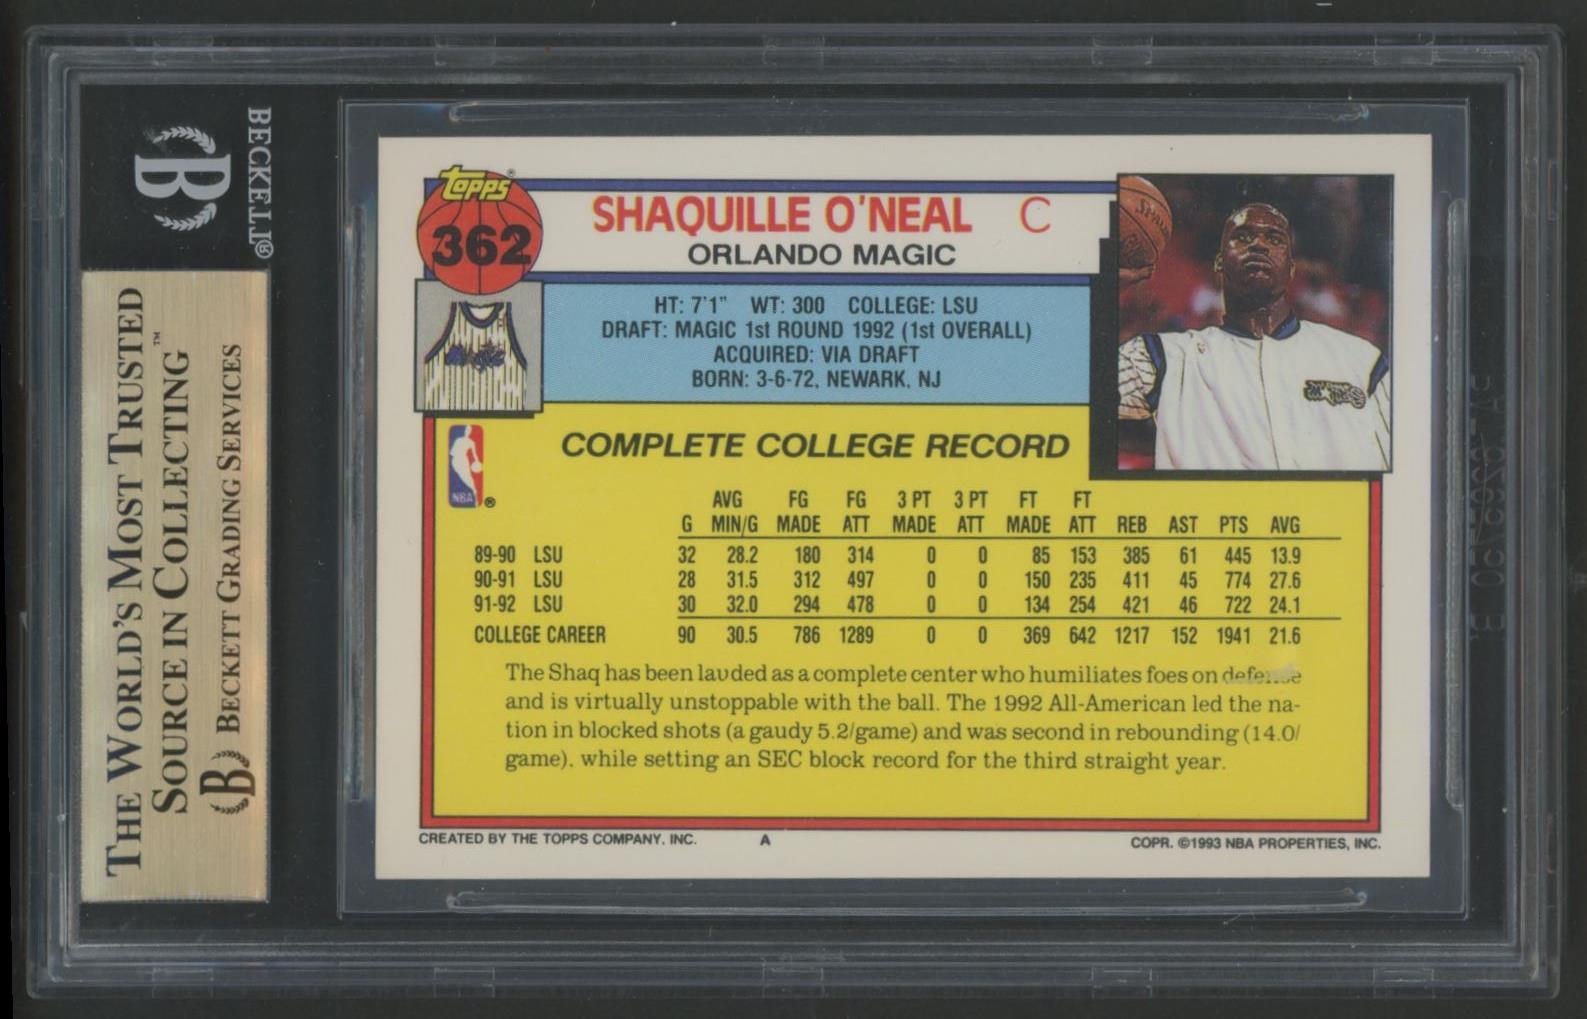 BECKETT®
B
THE WORLD'S MOST TRUSTED
SOURCE IN COLLECTING™
B BECKETT GRADING SERVICES
topps®
362
SHAQUILLE O'NEAL C
ORLANDO MAGIC
HT: 7'1" WT: 300 COLLEGE: LSU
DRAFT: MAGIC 1st ROUND 1992 (1st OVERALL)
ACQUIRED: VIA DRAFT
BORN: 3-6-72, NEWARK, NJ
NBA ®
COMPLETE COLLEGE RECORD
AVG FG FG 3 PT 3 PT FT FT
G MIN/G MADE ATT MADE ATT MADE ATT REB AST PTS AVG
89-90 LSU 32 28.2 180 314 0 0 85 153 385 61 445 13.9
90-91 LSU 28 31.5 312 497 0 0 150 235 411 45 774 27.6
91-92 LSU 30 32.0 294 478 0 0 134 254 421 46 722 24.1
COLLEGE CAREER 90 30.5 786 1289 0 0 369 642 1217 152 1941 21.6
The Shaq has been lauded as a complete center who humiliates foes on defense
and is virtually unstoppable with the ball. The 1992 All-American led the na-
tion in blocked shots (a gaudy 5.2/game) and was second in rebounding (14.0/
game), while setting an SEC block record for the third straight year.
CREATED BY THE TOPPS COMPANY, INC. A COPR. ©1993 NBA PROPERTIES, INC.